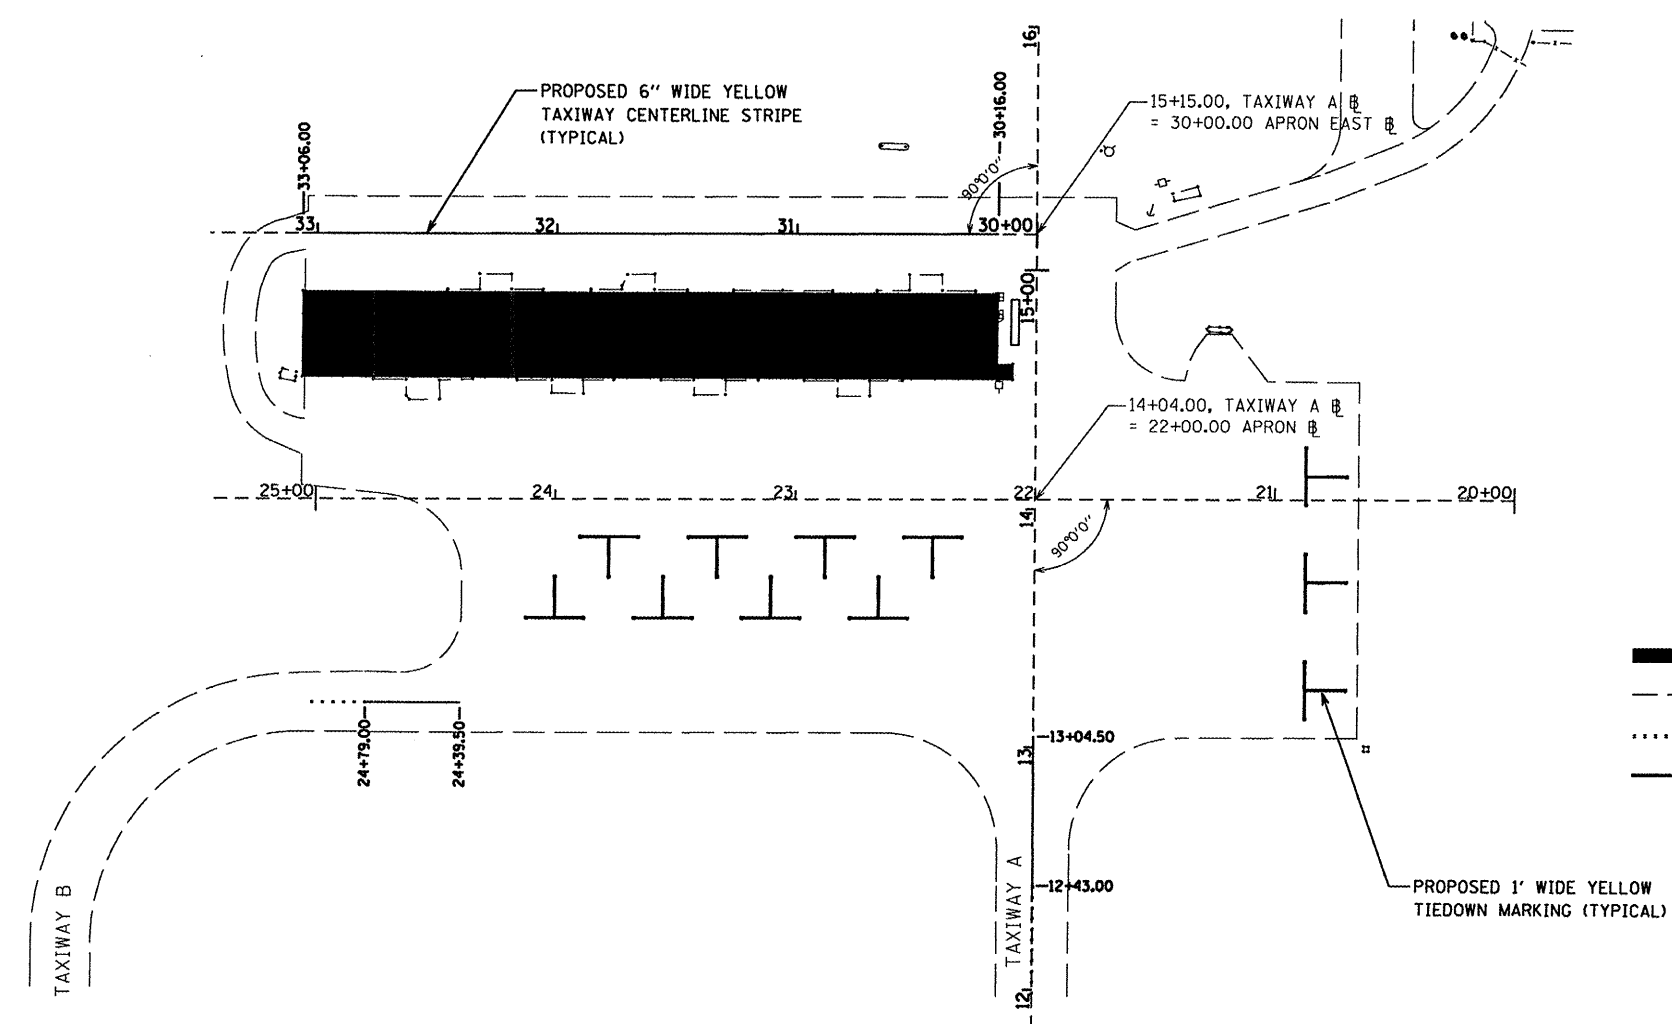 16
PROPOSED 6" WIDE YELLOW
TAXIWAY CENTERLINE STRIPE
(TYPICAL)
33+06.00
30+16.00
15+15.00, TAXIWAY A ℄
= 30+00.00 APRON EAST ℄
90°0'0"
33
32
31
30+00
15+00
14+04.00, TAXIWAY A ℄
= 22+00.00 APRON ℄
25+00
24
23
22
21
20+00
14
90°0'0"
24+79.00
24+39.50
13+04.50
13
12+43.00
PROPOSED 1' WIDE YELLOW
TIEDOWN MARKING (TYPICAL)
TAXIWAY B
TAXIWAY A
12